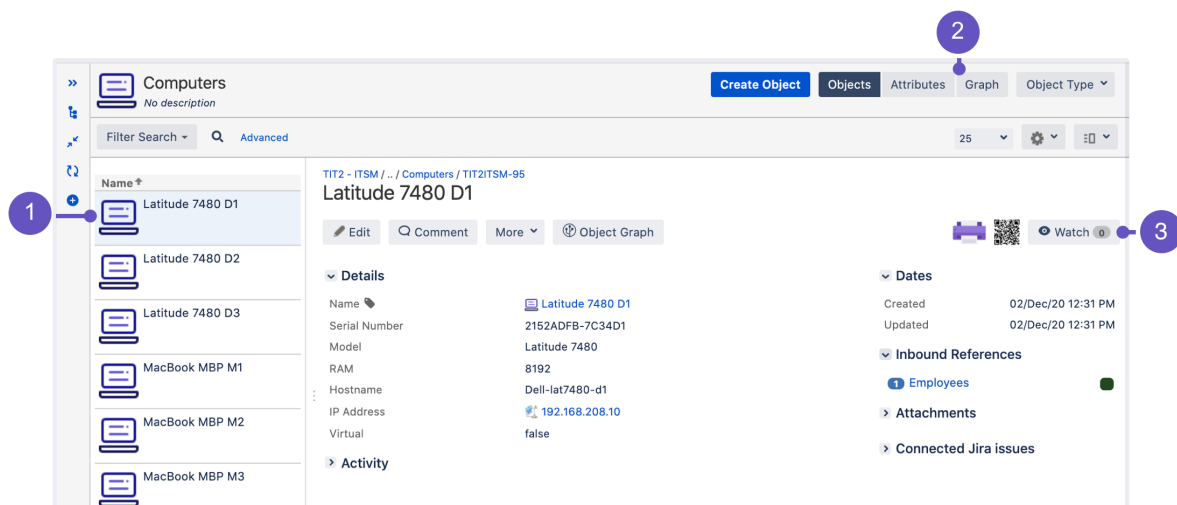 2
Computers
No description
Create Object Objects Attributes Graph Object Type
Filter Search Advanced 25
Name
1
Latitude 7480 D1
Latitude 7480 D2
Latitude 7480 D3
MacBook MBP M1
MacBook MBP M2
MacBook MBP M3
TIT2 - ITSM / .. / Computers / TIT2ITSM-95
Latitude 7480 D1
Edit Comment More Object Graph Watch 0
3
Details
Name Latitude 7480 D1
Serial Number 2152ADFB-7C34D1
Model Latitude 7480
RAM 8192
Hostname Dell-lat7480-d1
IP Address 192.168.208.10
Virtual false
Activity
Dates
Created 02/Dec/20 12:31 PM
Updated 02/Dec/20 12:31 PM
Inbound References
1 Employees
Attachments
Connected Jira issues